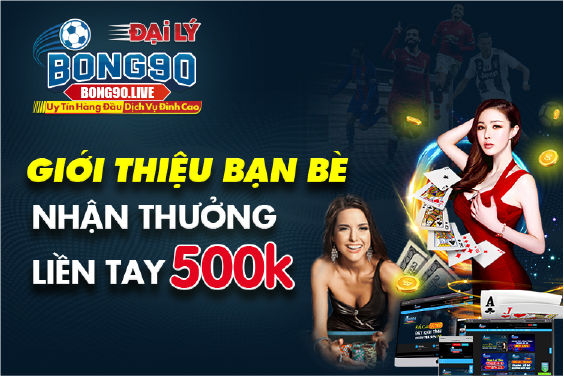 ĐẠI LÝ
BONG90
BONG90.LIVE
Uy Tín Hàng Đầu Dịch Vụ Đỉnh Cao
GIỚI THIỆU BẠN BÈ
NHẬN THƯỞNG
LIỀN TAY 500k
A
J